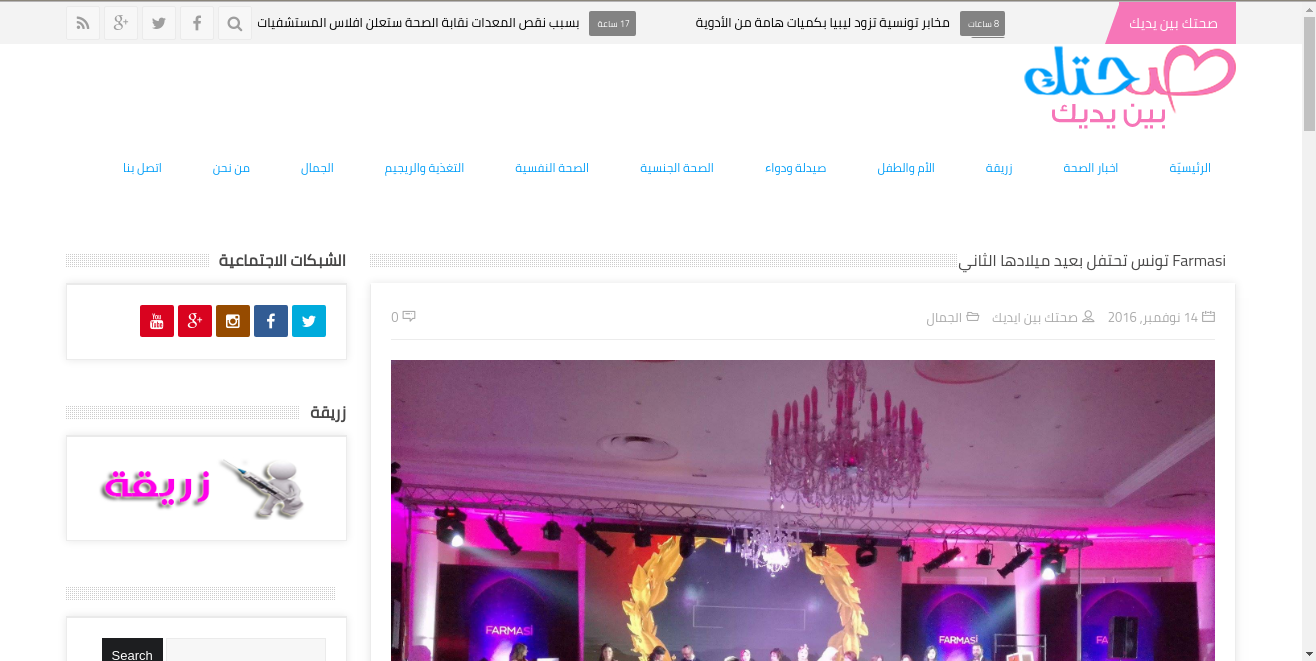 صحتك بين يديك
8 ساعات
مخابر تونسية تزود ليبيا بكميات هامة من الأدوية
17 ساعة
بسبب نقص المعدات نقابة الصحة ستعلن افلاس المستشفيات
صحتك
بين يديك
الرئيسيّة
اخبار الصحة
زريقة
الأم والطفل
صيدلة ودواء
الصحة الجنسية
الصحة النفسية
التغذية والريجيم
الجمال
من نحن
اتصل بنا
Farmasi تونس تحتفل بعيد ميلادها الثاني
14 نوفمبر, 2016
صحتك بين ايديك
الجمال
0
FARMASİ
FARMASİ
FA
الشبكات الاجتماعية
You Tube
زريقة
زريقة
Search